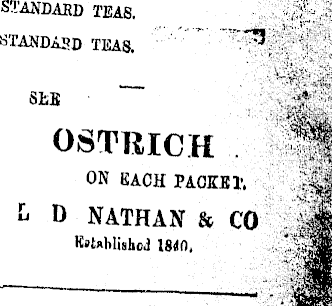 STANDARD TEAS.
STANDARD TEAS.
SEE
OSTRICH
ON EACH PACKET.
L D NATHAN & CO
Established 1840.